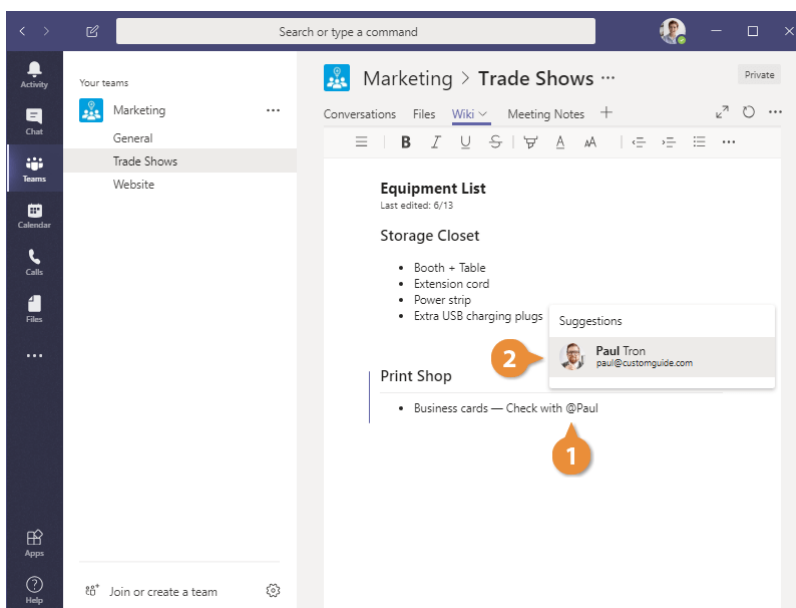 Search or type a command
Activity
Chat
Teams
Calendar
Calls
Files
Apps
Help
Your teams
Marketing
General
Trade Shows
Website
Join or create a team
Marketing > Trade Shows
Private
Conversations Files Wiki Meeting Notes +
B I U S A AA
Equipment List
Last edited: 6/13
Storage Closet
• Booth + Table
• Extension cord
• Power strip
• Extra USB charging plugs
Suggestions
Paul Tron
paul@customguide.com
2
Print Shop
• Business cards — Check with @Paul
1